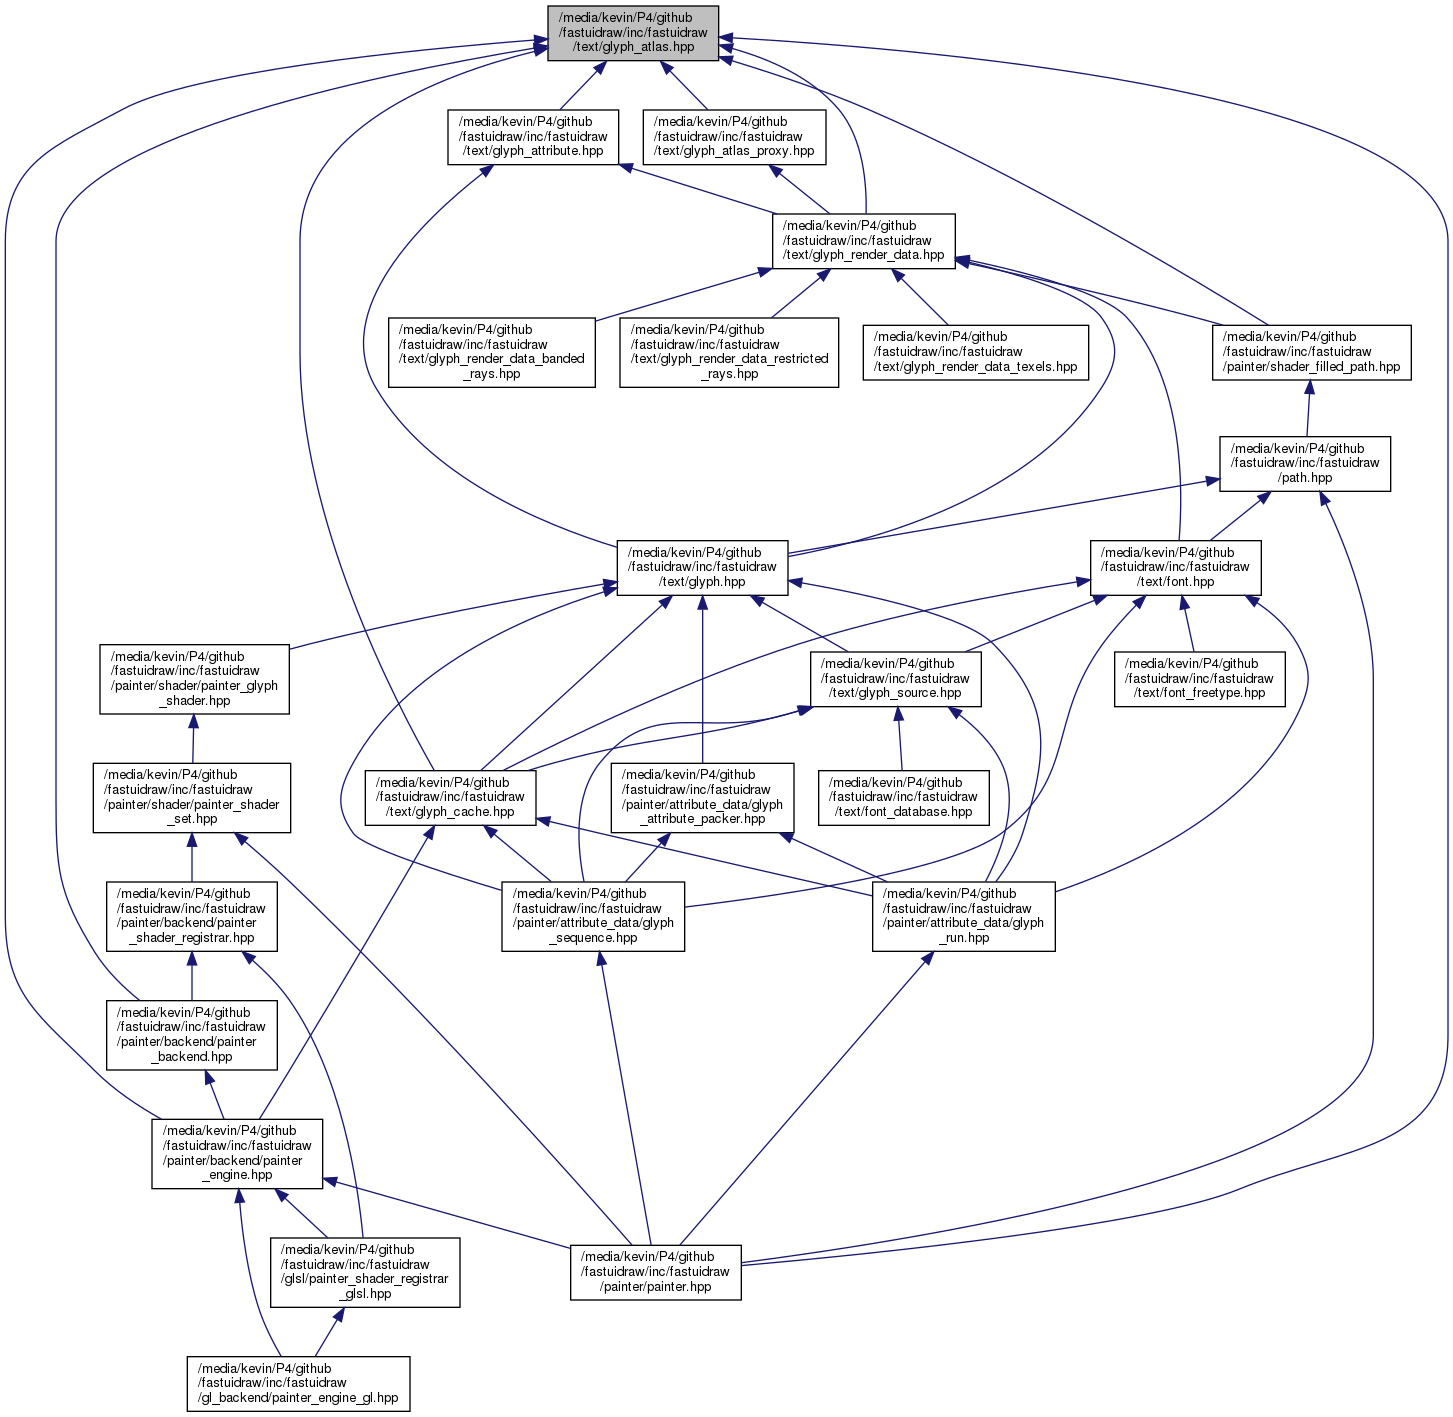 /media/kevin/P4/github
/fastuidraw/inc/fastuidraw
/text/glyph_atlas.hpp
/media/kevin/P4/github
/fastuidraw/inc/fastuidraw
/text/glyph_attribute.hpp
/media/kevin/P4/github
/fastuidraw/inc/fastuidraw
/text/glyph_atlas_proxy.hpp
/media/kevin/P4/github
/fastuidraw/inc/fastuidraw
/text/glyph_render_data.hpp
/media/kevin/P4/github
/fastuidraw/inc/fastuidraw
/text/glyph_render_data_banded
_rays.hpp
/media/kevin/P4/github
/fastuidraw/inc/fastuidraw
/text/glyph_render_data_restricted
_rays.hpp
/media/kevin/P4/github
/fastuidraw/inc/fastuidraw
/text/glyph_render_data_texels.hpp
/media/kevin/P4/github
/fastuidraw/inc/fastuidraw
/painter/shader_filled_path.hpp
/media/kevin/P4/github
/fastuidraw/inc/fastuidraw
/path.hpp
/media/kevin/P4/github
/fastuidraw/inc/fastuidraw
/text/glyph.hpp
/media/kevin/P4/github
/fastuidraw/inc/fastuidraw
/text/font.hpp
/media/kevin/P4/github
/fastuidraw/inc/fastuidraw
/painter/shader/painter_glyph
_shader.hpp
/media/kevin/P4/github
/fastuidraw/inc/fastuidraw
/text/glyph_source.hpp
/media/kevin/P4/github
/fastuidraw/inc/fastuidraw
/text/font_freetype.hpp
/media/kevin/P4/github
/fastuidraw/inc/fastuidraw
/painter/shader/painter_shader
_set.hpp
/media/kevin/P4/github
/fastuidraw/inc/fastuidraw
/text/glyph_cache.hpp
/media/kevin/P4/github
/fastuidraw/inc/fastuidraw
/painter/attribute_data/glyph
_attribute_packer.hpp
/media/kevin/P4/github
/fastuidraw/inc/fastuidraw
/text/font_database.hpp
/media/kevin/P4/github
/fastuidraw/inc/fastuidraw
/painter/backend/painter
_shader_registrar.hpp
/media/kevin/P4/github
/fastuidraw/inc/fastuidraw
/painter/attribute_data/glyph
_sequence.hpp
/media/kevin/P4/github
/fastuidraw/inc/fastuidraw
/painter/attribute_data/glyph
_run.hpp
/media/kevin/P4/github
/fastuidraw/inc/fastuidraw
/painter/backend/painter
_backend.hpp
/media/kevin/P4/github
/fastuidraw/inc/fastuidraw
/painter/backend/painter
_engine.hpp
/media/kevin/P4/github
/fastuidraw/inc/fastuidraw
/glsl/painter_shader_registrar
_glsl.hpp
/media/kevin/P4/github
/fastuidraw/inc/fastuidraw
/painter/painter.hpp
/media/kevin/P4/github
/fastuidraw/inc/fastuidraw
/gl_backend/painter_engine_gl.hpp